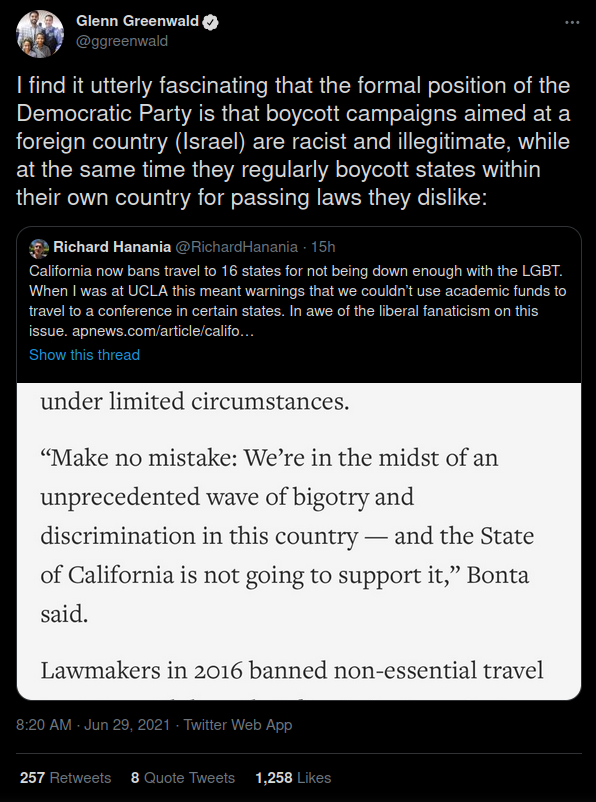 Glenn Greenwald
@ggreenwald
I find it utterly fascinating that the formal position of the
Democratic Party is that boycott campaigns aimed at a
foreign country (Israel) are racist and illegitimate, while
at the same time they regularly boycott states within
their own country for passing laws they dislike:
Richard Hanania @RichardHanania · 15h
California now bans travel to 16 states for not being down enough with the LGBT.
When I was at UCLA this meant warnings that we couldn’t use academic funds to
travel to a conference in certain states. In awe of the liberal fanaticism on this
issue. apnews.com/article/califo…
Show this thread
under limited circumstances.
“Make no mistake: We’re in the midst of an
unprecedented wave of bigotry and
discrimination in this country — and the State
of California is not going to support it,” Bonta
said.
Lawmakers in 2016 banned non-essential travel
8:20 AM · Jun 29, 2021 · Twitter Web App
257 Retweets 8 Quote Tweets 1,258 Likes